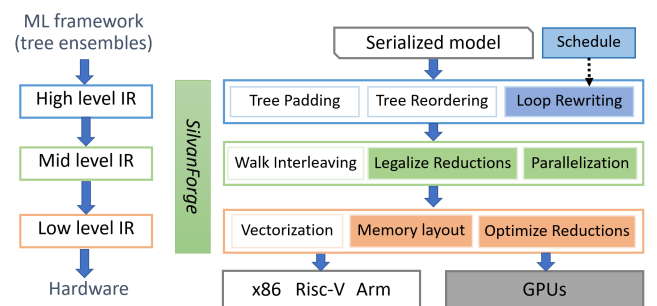 ML framework
(tree ensembles)
High level IR
Mid level IR
Low level IR
Hardware
SilvanForge
Serialized model
Schedule
Tree Padding
Tree Reordering
Loop Rewriting
Walk Interleaving
Legalize Reductions
Parallelization
Vectorization
Memory layout
Optimize Reductions
x86 Risc-V Arm
GPUs